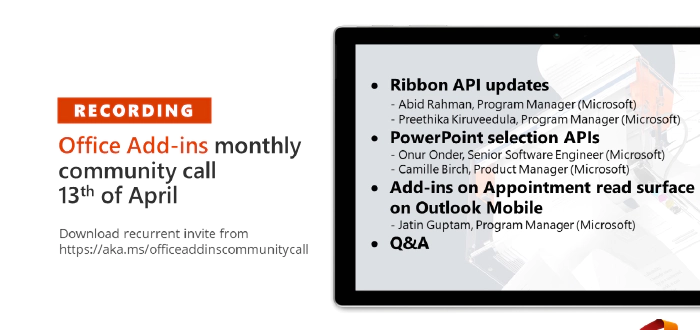 RECORDING
Office Add-ins monthly
community call
13th of April
Download recurrent invite from
https://aka.ms/officeaddinscommunitycall
• Ribbon API updates
- Abid Rahman, Program Manager (Microsoft)
- Preethika Kiruveedula, Program Manager (Microsoft)
• PowerPoint selection APIs
- Onur Onder, Senior Software Engineer (Microsoft)
- Camille Birch, Product Manager (Microsoft)
• Add-ins on Appointment read surface
on Outlook Mobile
- Jatin Guptam, Program Manager (Microsoft)
• Q&A